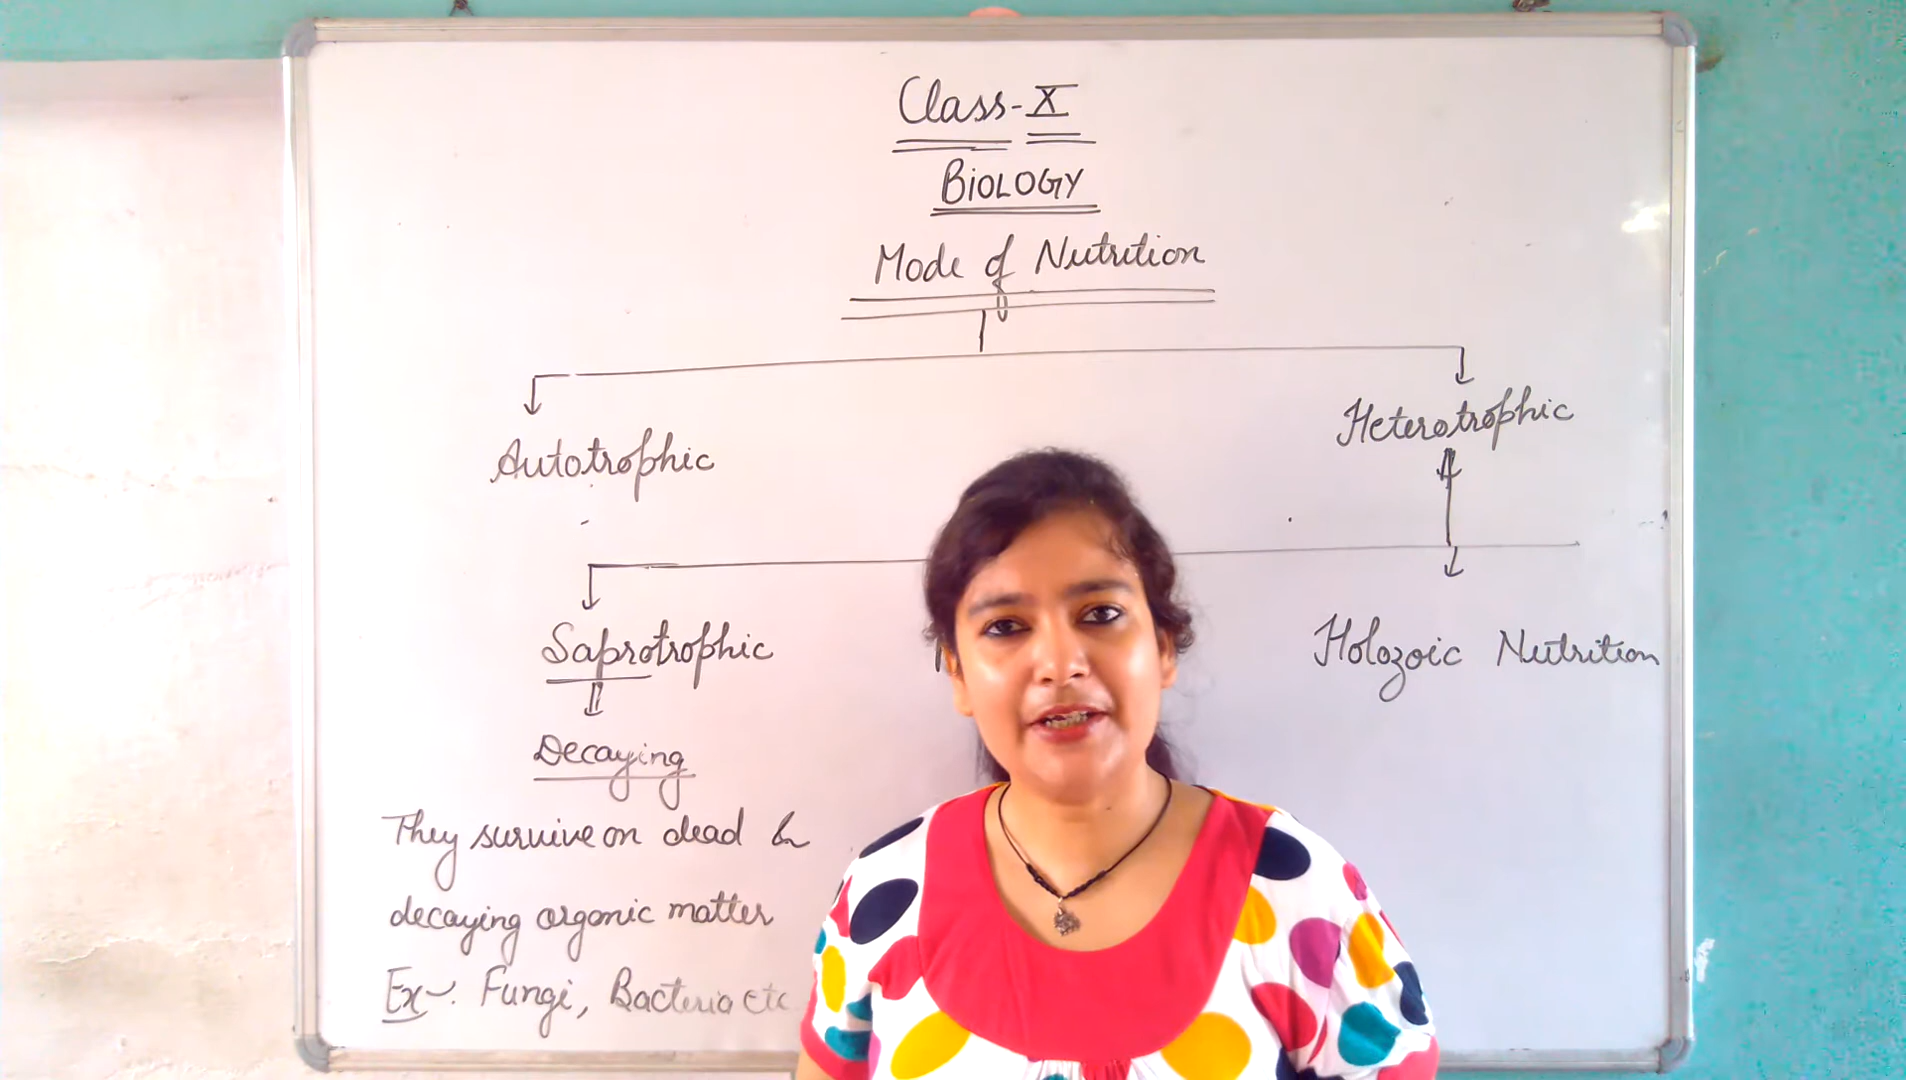 Class-X
BIOLOGY
Mode of Nutrition
Autotrophic
Heterotrophic
Saprotrophic
Holozoic Nutrition
Decaying
They survive on dead &
decaying organic matter
Ex-: Fungi, Bacteria etc